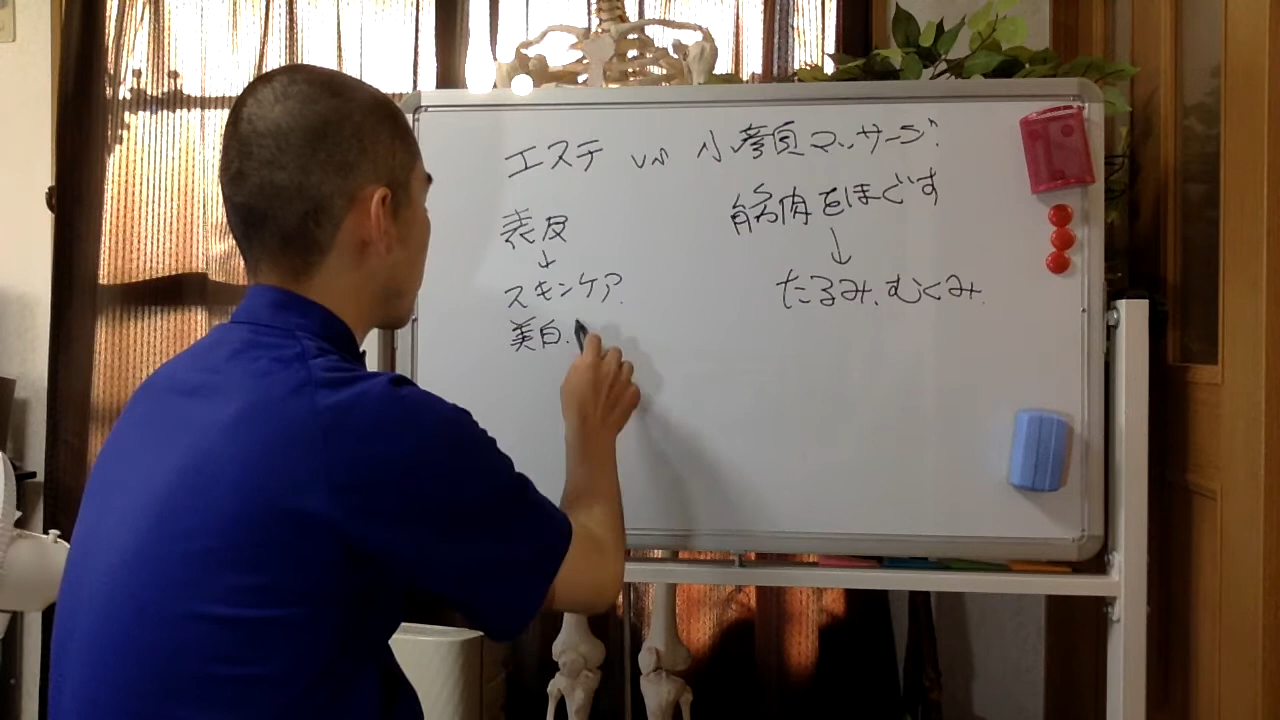 エステ vs 小顔マッサージ
表皮
↓
スキンケア.
美白.
筋肉をほぐす
↓
たるみ.むくみ.